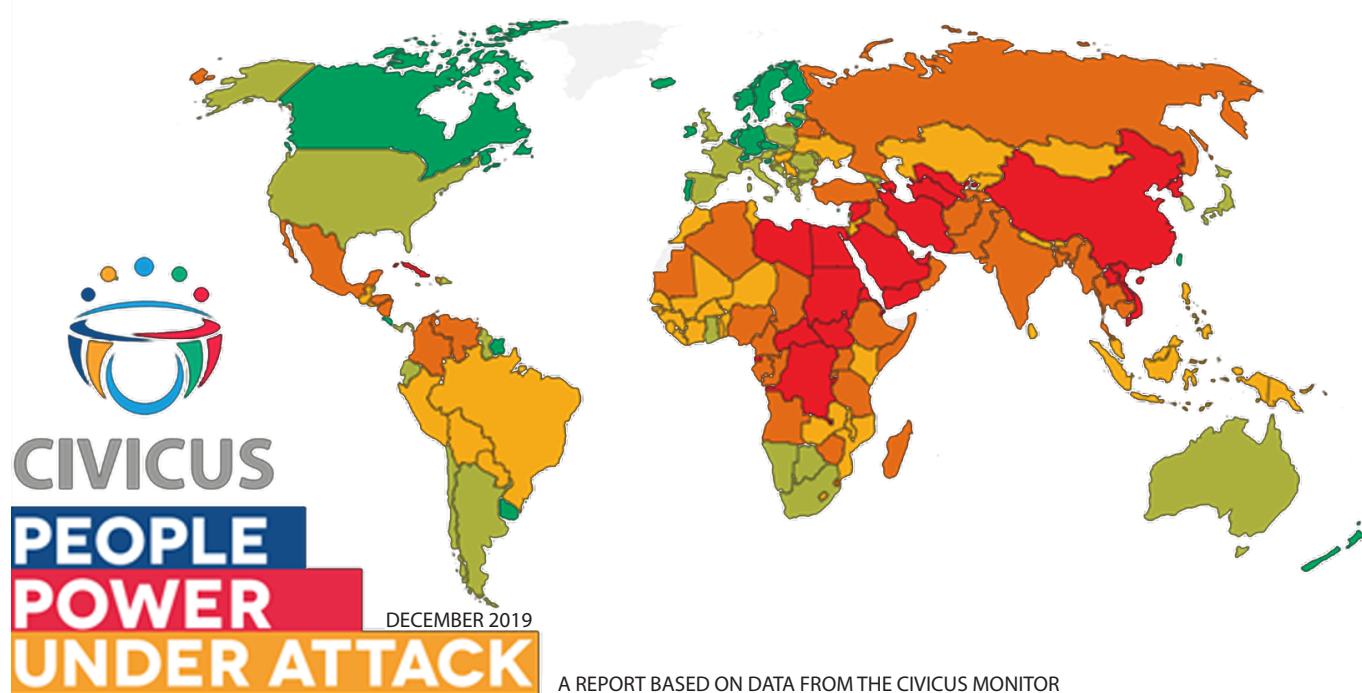 CIVICUS
PEOPLE
POWER
DECEMBER 2019
UNDER ATTACK
A REPORT BASED ON DATA FROM THE CIVICUS MONITOR